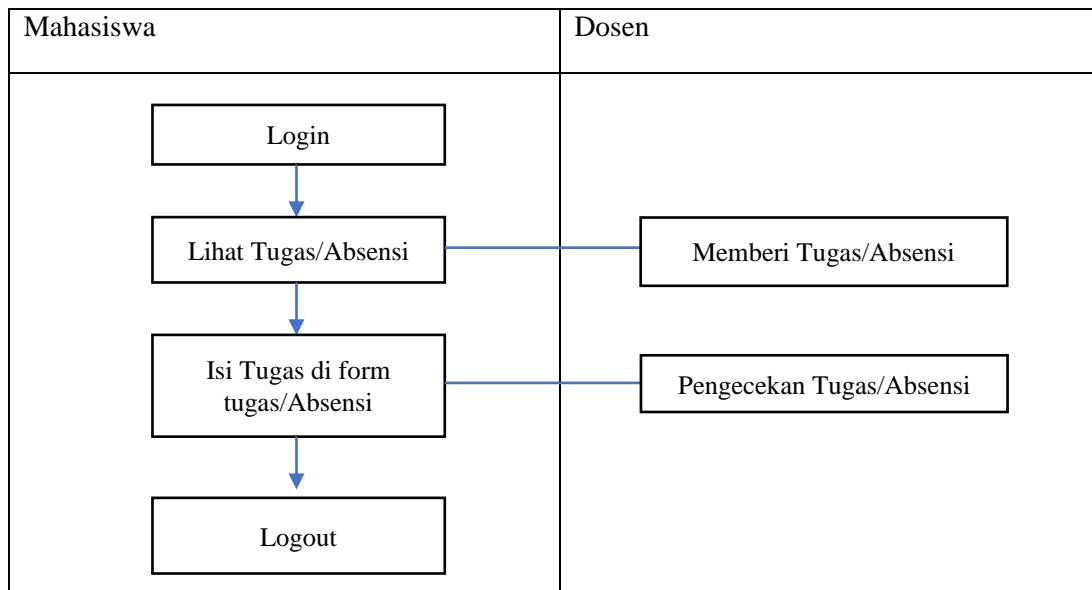 Mahasiswa
Dosen
Login
Lihat Tugas/Absensi
Memberi Tugas/Absensi
Isi Tugas di form
tugas/Absensi
Pengecekan Tugas/Absensi
Logout